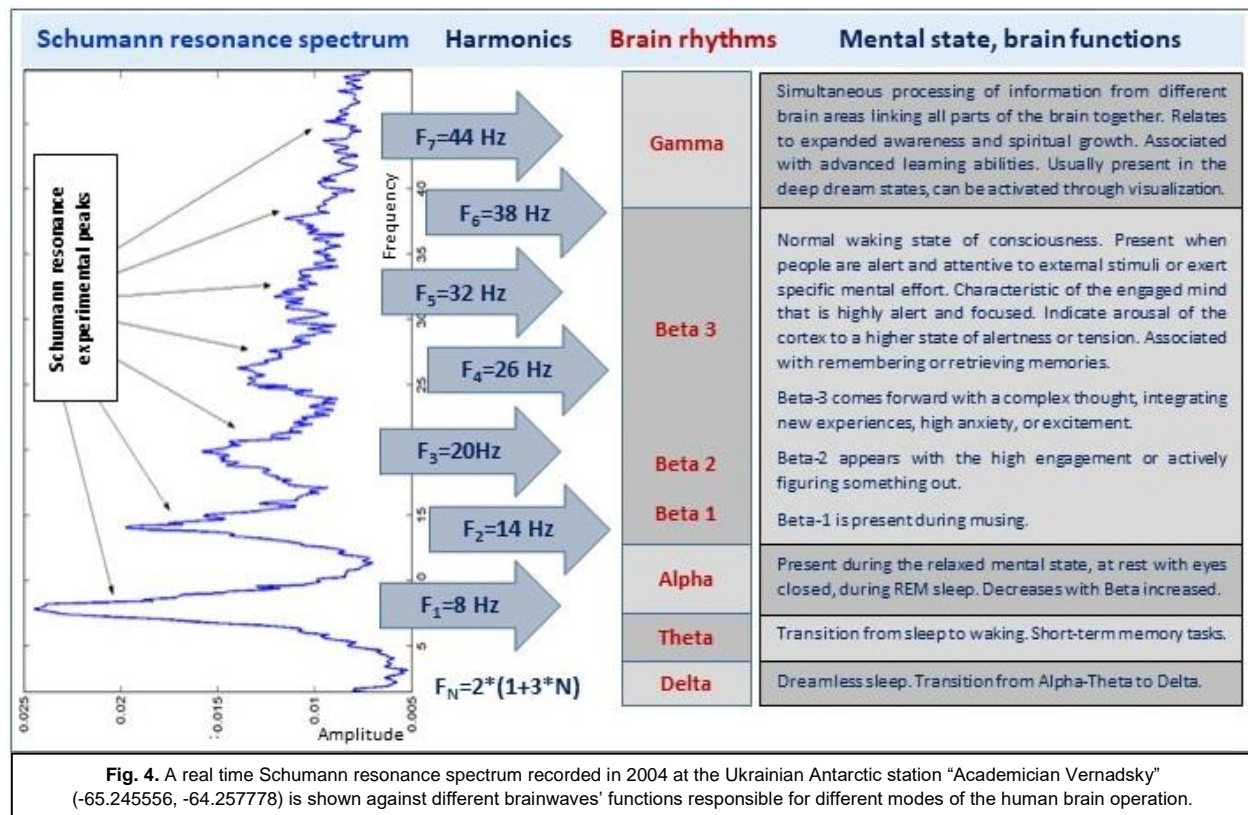 Schumann resonance spectrum
Harmonics
Brain rhythms
Mental state, brain functions
Schumann resonance
experimental peaks
0.025
0.02
0.015
0.01
0.005
Amplitude
Frequency
40
35
30
25
15
10
5
F₇=44 Hz
F₆=38 Hz
F₅=32 Hz
F₄=26 Hz
F₃=20Hz
F₂=14 Hz
F₁=8 Hz
F_N=2*(1+3*N)
Gamma
Beta 3
Beta 2
Beta 1
Alpha
Theta
Delta
Simultaneous processing of information from different
brain areas linking all parts of the brain together. Relates
to expanded awareness and spiritual growth. Associated
with advanced learning abilities. Usually present in the
deep dream states, can be activated through visualization.
Normal waking state of consciousness. Present when
people are alert and attentive to external stimuli or exert
specific mental effort. Characteristic of the engaged mind
that is highly alert and focused. Indicate arousal of the
cortex to a higher state of alertness or tension. Associated
with remembering or retrieving memories.
Beta-3 comes forward with a complex thought, integrating
new experiences, high anxiety, or excitement.
Beta-2 appears with the high engagement or actively
figuring something out.
Beta-1 is present during musing.
Present during the relaxed mental state, at rest with eyes
closed, during REM sleep. Decreases with Beta increased.
Transition from sleep to waking. Short-term memory tasks.
Dreamless sleep. Transition from Alpha-Theta to Delta.
Fig. 4. A real time Schumann resonance spectrum recorded in 2004 at the Ukrainian Antarctic station “Academician Vernadsky”
(-65.245556, -64.257778) is shown against different brainwaves’ functions responsible for different modes of the human brain operation.